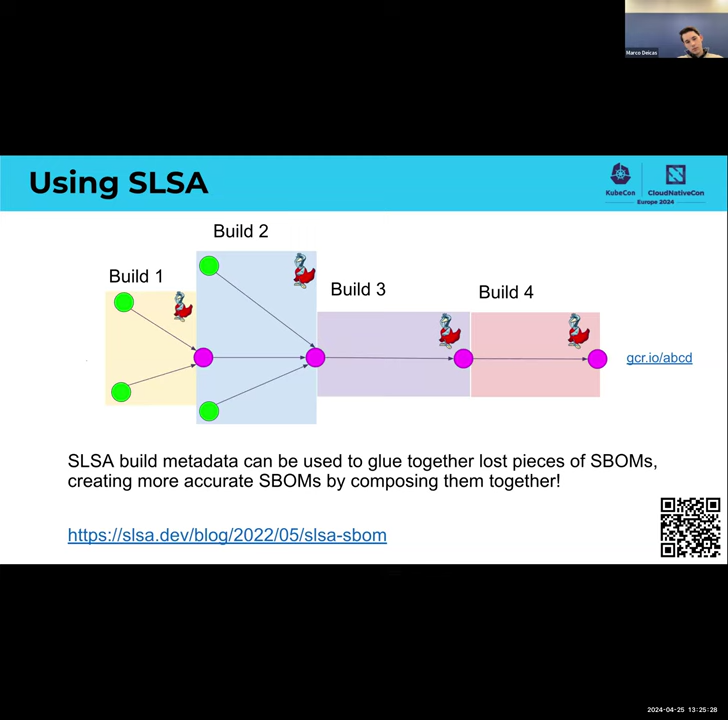 Marco Deicas
Using SLSA
KubeCon
CloudNativeCon
Europe 2024
Build 2
Build 1
Build 3
Build 4
gcr.io/abcd
SLSA build metadata can be used to glue together lost pieces of SBOMs,
creating more accurate SBOMs by composing them together!
https://slsa.dev/blog/2022/05/slsa-sbom
2024-04-25 13:25:28